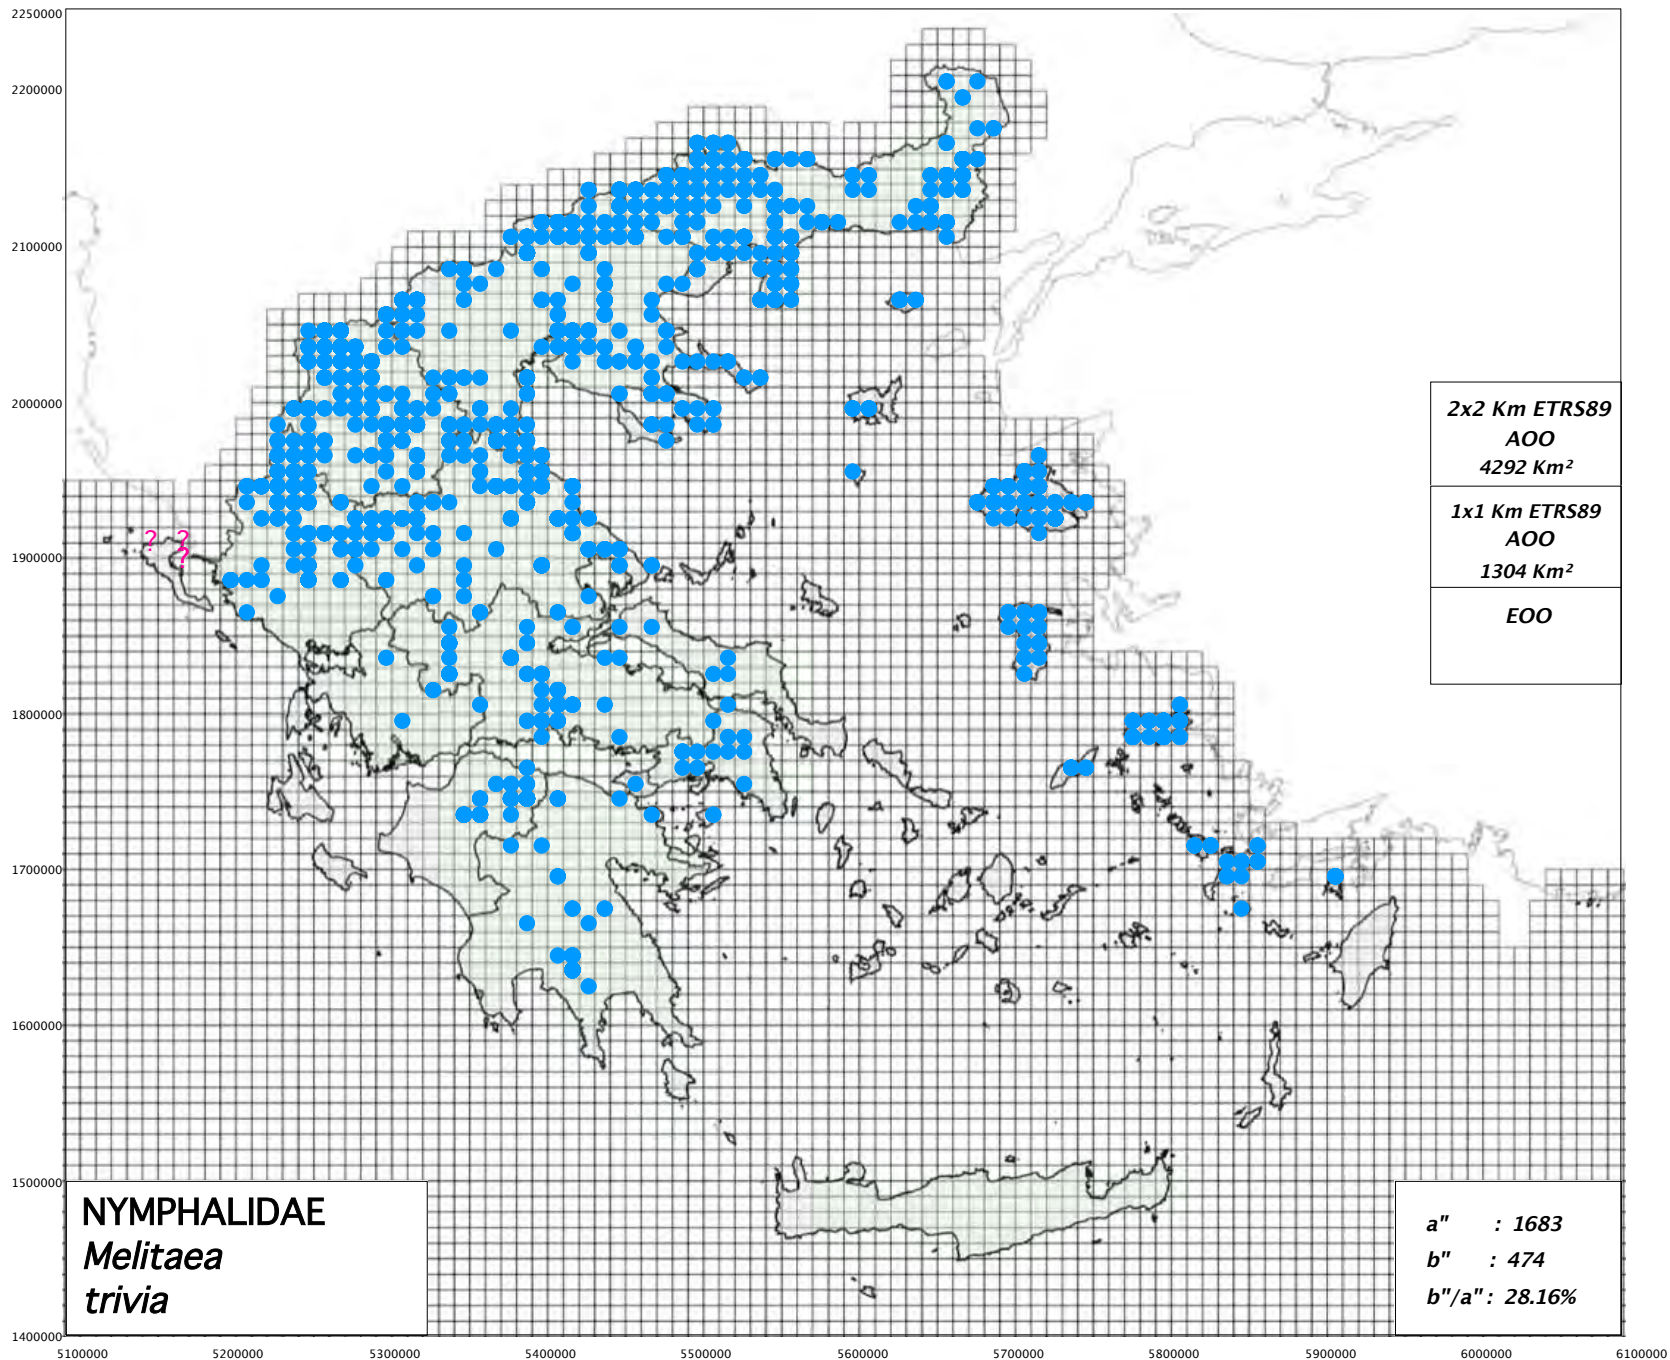 2250000
2200000
2100000
2000000
1900000
1800000
1700000
1600000
1500000
1400000
5100000 5200000 5300000 5400000 5500000 5600000 5700000 5800000 5900000 6000000 6100000
? ?
?
2x2 Km ETRS89
AOO
4292 Km²
1x1 Km ETRS89
AOO
1304 Km²
EOO
NYMPHALIDAE
Melitaea
trivia
a" : 1683
b" : 474
b"/a" : 28.16%